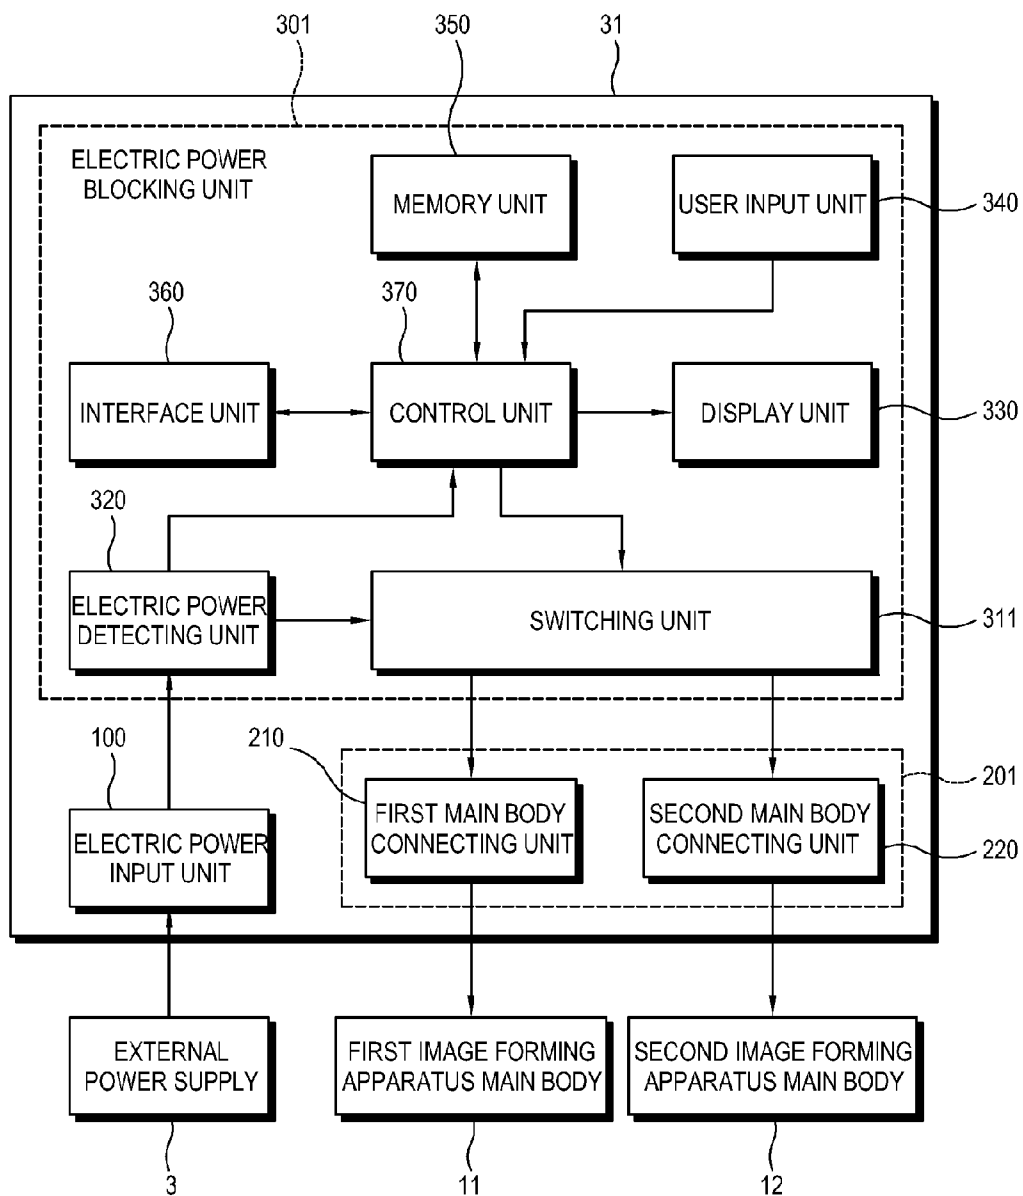 301
350
31
ELECTRIC POWER
BLOCKING UNIT
MEMORY UNIT
USER INPUT UNIT
340
360
370
INTERFACE UNIT
CONTROL UNIT
DISPLAY UNIT
330
320
ELECTRIC POWER
DETECTING UNIT
SWITCHING UNIT
311
100
210
201
ELECTRIC POWER
INPUT UNIT
FIRST MAIN BODY
CONNECTING UNIT
SECOND MAIN BODY
CONNECTING UNIT
220
EXTERNAL
POWER SUPPLY
FIRST IMAGE FORMING
APPARATUS MAIN BODY
SECOND IMAGE FORMING
APPARATUS MAIN BODY
3
11
12